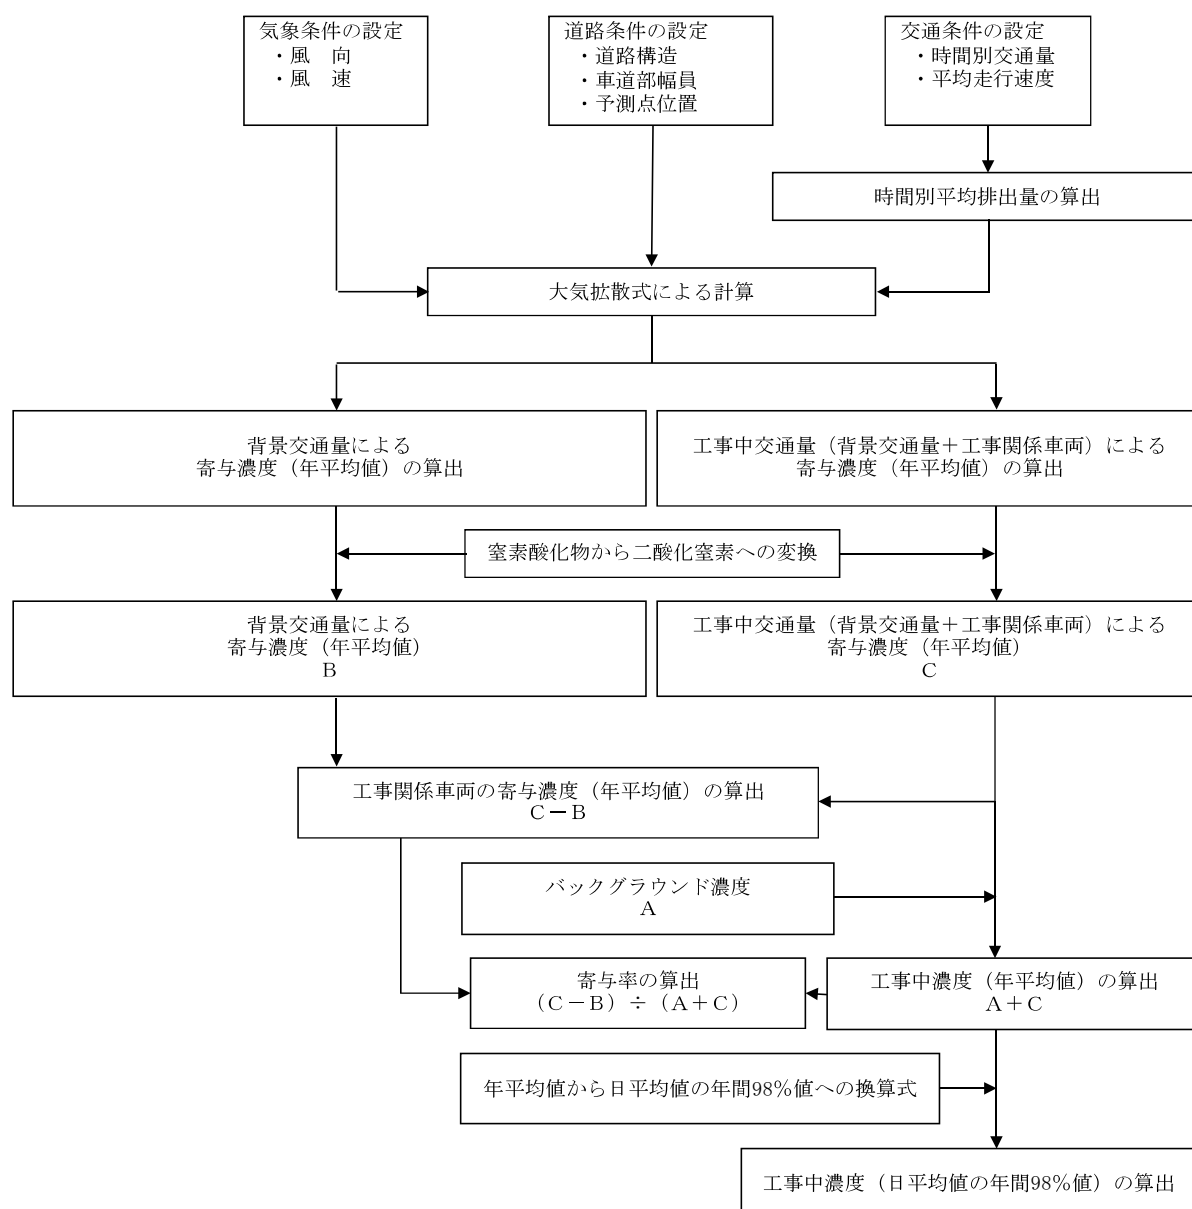 気象条件の設定
・風　向
・風　速
道路条件の設定
・道路構造
・車道部幅員
・予測点位置
交通条件の設定
・時間別交通量
・平均走行速度
時間別平均排出量の算出
大気拡散式による計算
背景交通量による
寄与濃度（年平均値）の算出
工事中交通量（背景交通量＋工事関係車両）による
寄与濃度（年平均値）の算出
窒素酸化物から二酸化窒素への変換
背景交通量による
寄与濃度（年平均値）
B
工事中交通量（背景交通量＋工事関係車両）による
寄与濃度（年平均値）
C
工事関係車両の寄与濃度（年平均値）の算出
C－B
バックグラウンド濃度
A
寄与率の算出
（C－B）÷（A＋C）
工事中濃度（年平均値）の算出
A＋C
年平均値から日平均値の年間98％値への換算式
工事中濃度（日平均値の年間98％値）の算出